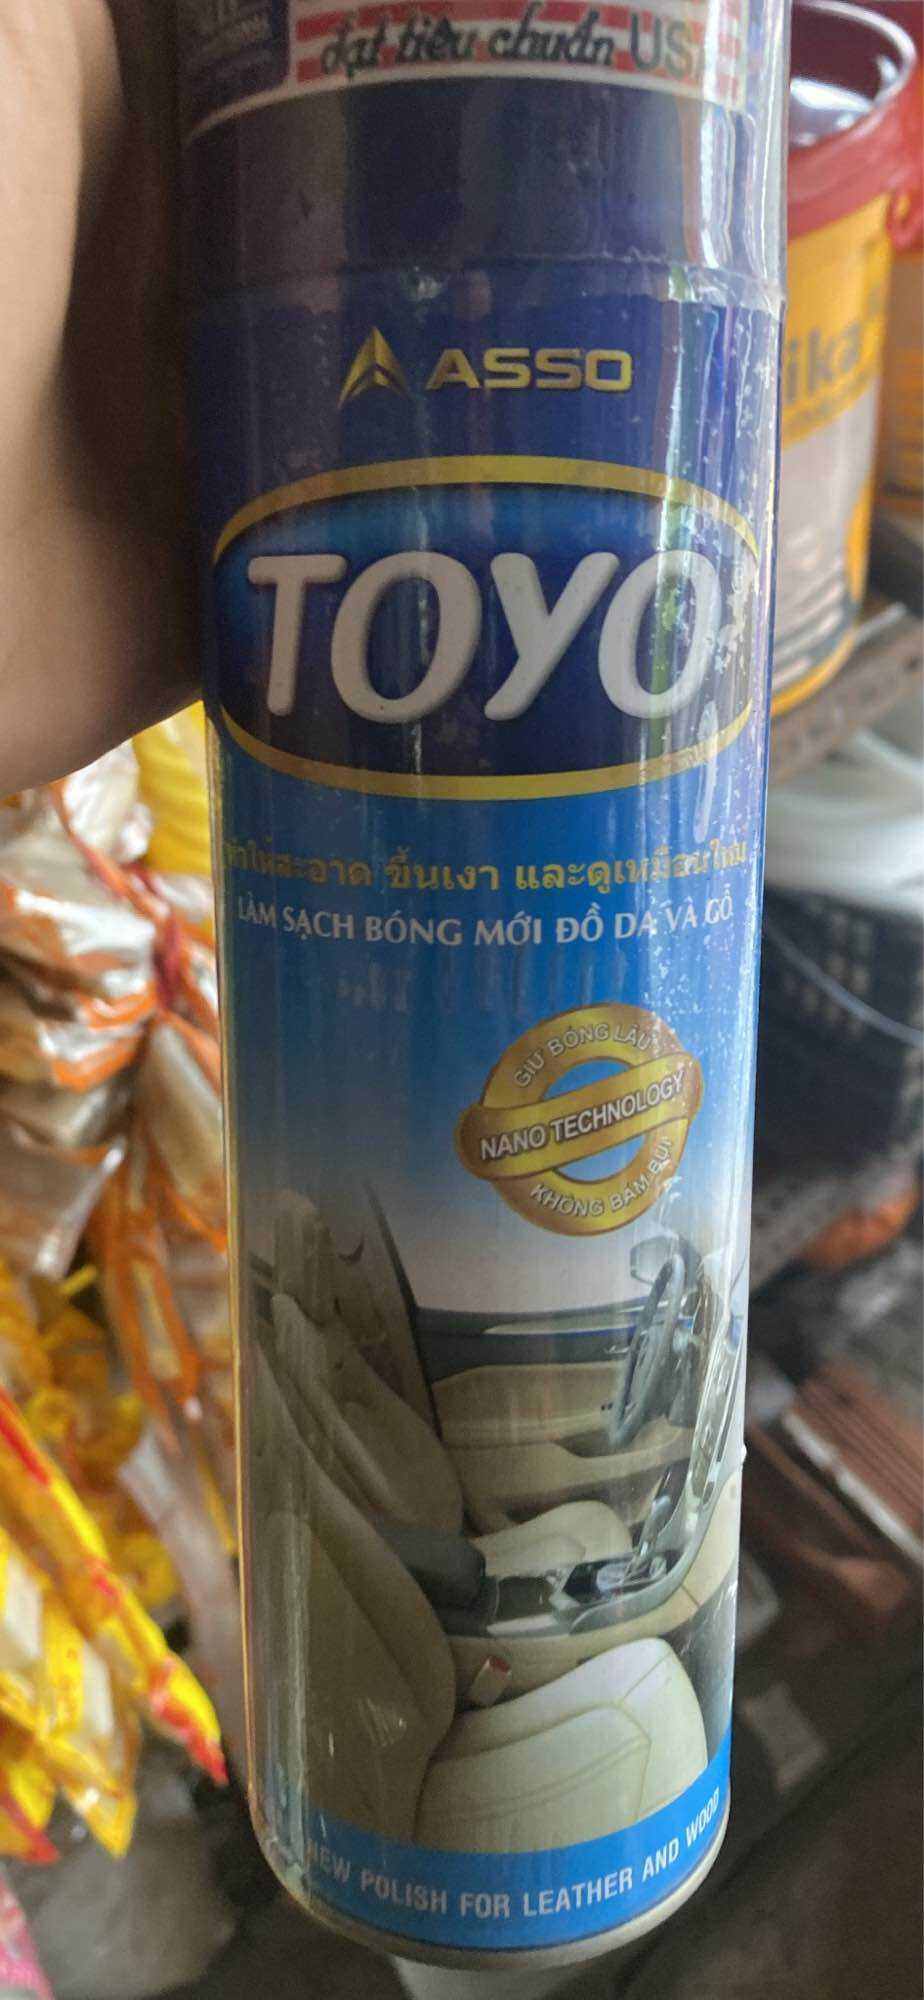 đạt tiêu chuẩn USA
ASSO
TOYO
ทำให้สะอาด ขึ้นเงา และดูเหมือนใหม่
LÀM SẠCH BÓNG MỚI ĐỒ DA VÀ GỖ
GIỮ BÓNG LÂU
NANO TECHNOLOGY
KHÔNG BÁM BỤI
NEW POLISH FOR LEATHER AND WOOD
ika